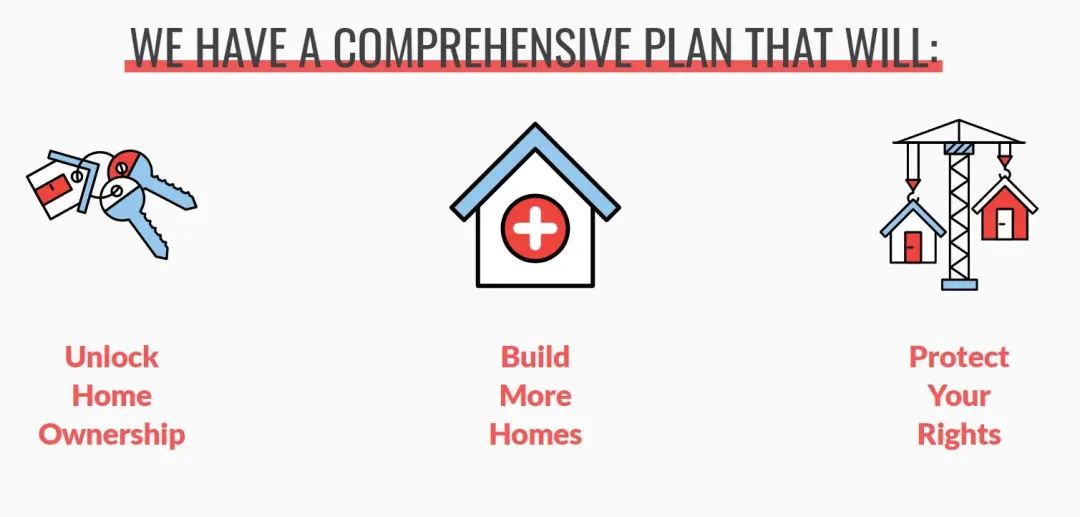 WE HAVE A COMPREHENSIVE PLAN THAT WILL:
Unlock
Home
Ownership
Build
More
Homes
Protect
Your
Rights